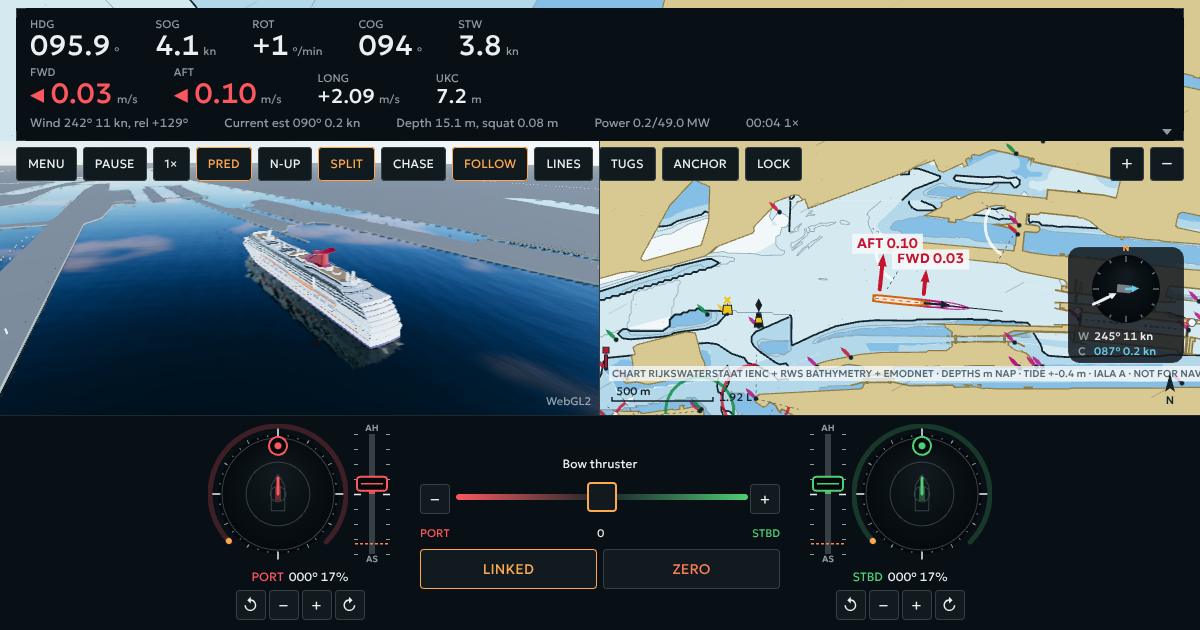 HDG SOG ROT COG STW
095.9 ° 4.1 kn +1 °/min 094 ° 3.8 kn
FWD AFT LONG UKC
◀ 0.03 m/s ◀ 0.10 m/s +2.09 m/s 7.2 m
Wind 242° 11 kn, rel +129° Current est 090° 0.2 kn Depth 15.1 m, squat 0.08 m Power 0.2/49.0 MW 00:04 1×
MENU PAUSE 1× PRED N-UP SPLIT CHASE FOLLOW LINES TUGS ANCHOR LOCK + −
AFT 0.10
FWD 0.03
N
W 245° 11 kn
C 087° 0.2 kn
CHART RIJKSWATERSTAAT IENC + RWS BATHYMETRY + EMODNET · DEPTHS m NAP · TIDE +-0.4 m · IALA A · NOT FOR NAV
500 m
1.92 L
N
WebGL2
AH
AS
PORT 000° 17%
− +
Bow thruster
− +
PORT 0 STBD
LINKED ZERO
AH
AS
STBD 000° 17%
− +